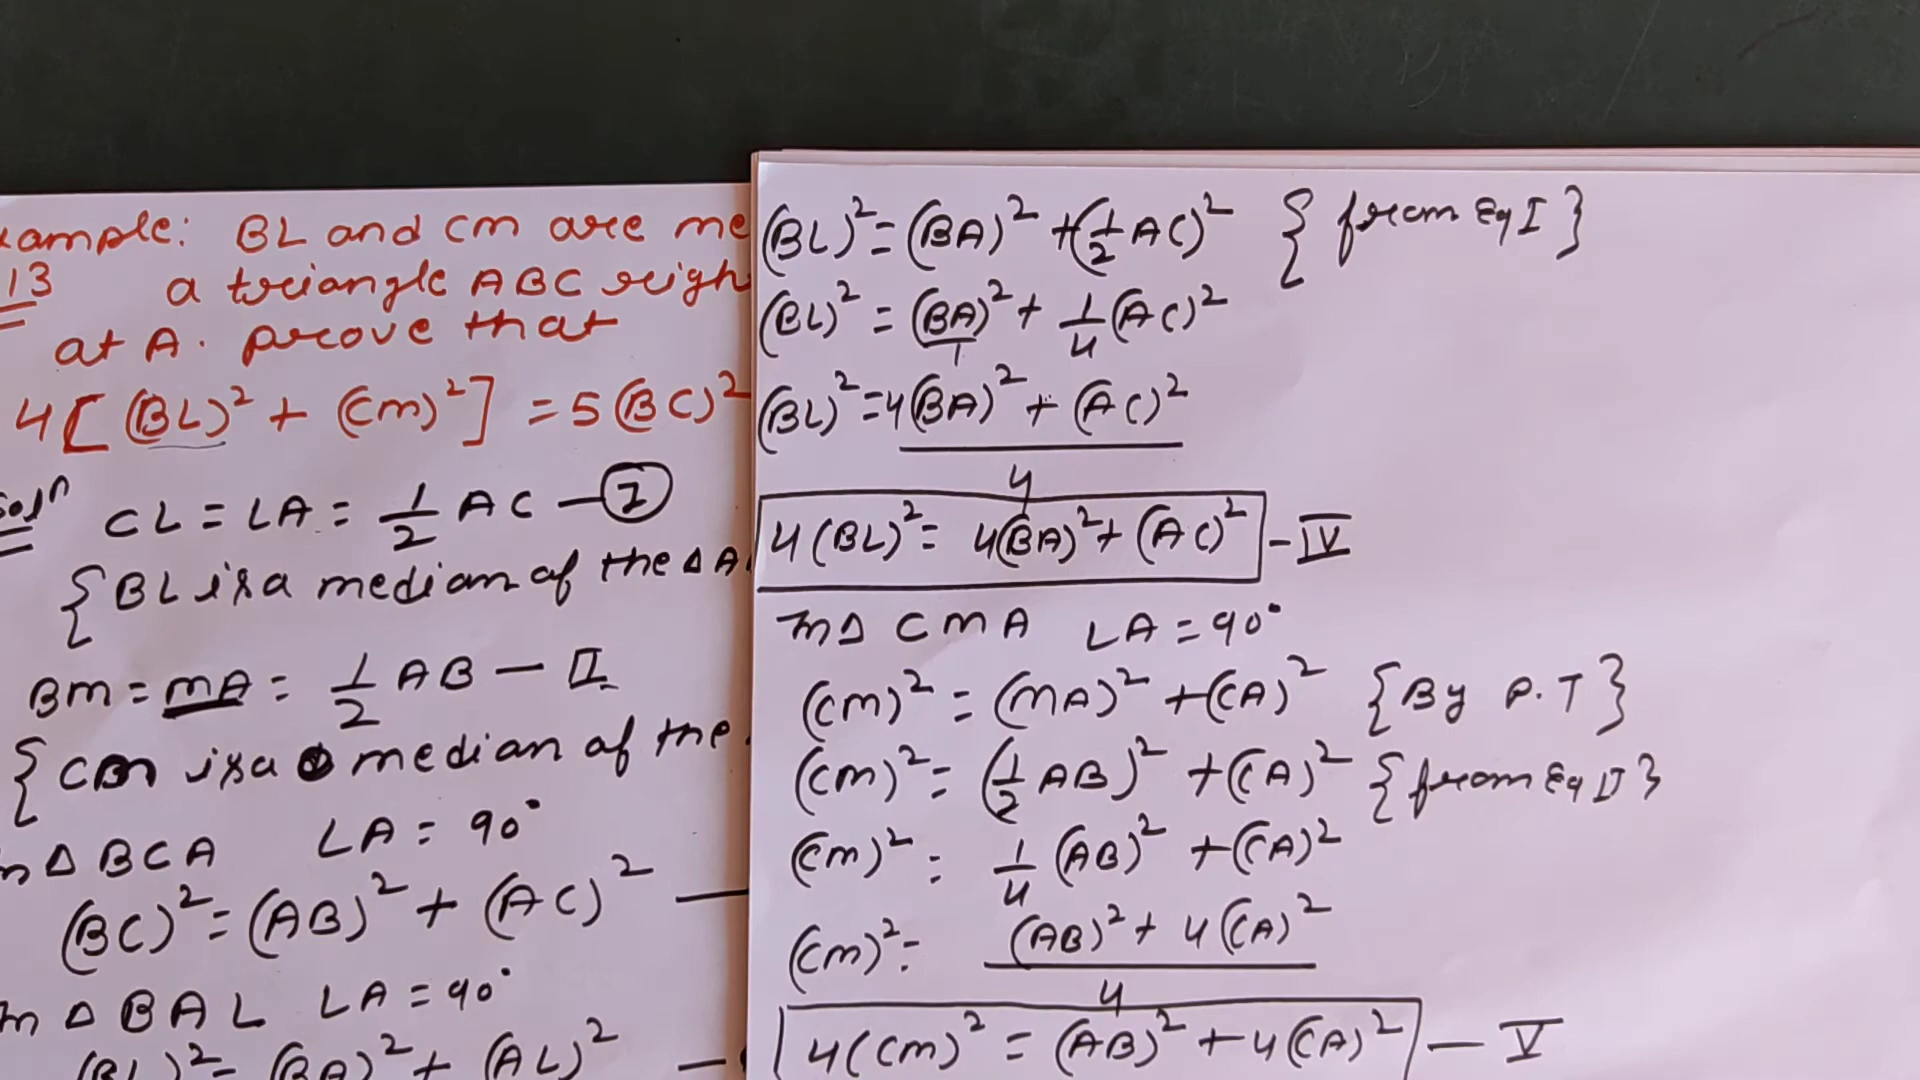 xample: BL and CM are me
13 a triangle ABC righ
at A. prove that
4[(BL)² + (CM)²] = 5(BC)²
Solⁿ CL = LA = 1/2 AC — ①
{BL is a median of the Δ A
BM = MA = 1/2 AB — II
{CM is a median of the
In Δ BCA ∠A = 90°
(BC)² = (AB)² + (AC)² —
In Δ BAL ∠A = 90°
(BL)² = (BA)² + (AL)² —
(BL)² = (BA)² + (1/2 AC)² {from Eq I}
(BL)² = (BA)²/1 + 1/4 (AC)²
(BL)² = 4(BA)² + (AC)² / 4
4(BL)² = 4(BA)² + (AC)² — IV
In Δ CMA ∠A = 90°
(CM)² = (MA)² + (CA)² {By P.T}
(CM)² = (1/2 AB)² + (CA)² {from Eq II}
(CM)² = 1/4 (AB)² + (CA)²
(CM)² = (AB)² + 4(CA)² / 4
4(CM)² = (AB)² + 4(CA)² — V